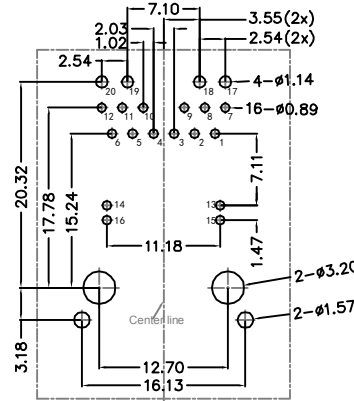 7.10
2.03
3.55(2x)
1.02
2.54(2x)
2.54
4-ø1.14
20 19 18 17
16-ø0.89
12 11 10 9 8 7
6 5 4 3 2 1
20.32
17.78
15.24
7.11
14 13
16 15
11.18
1.47
2-ø3.20
2-ø1.57
Center line
3.18
12.70
16.13